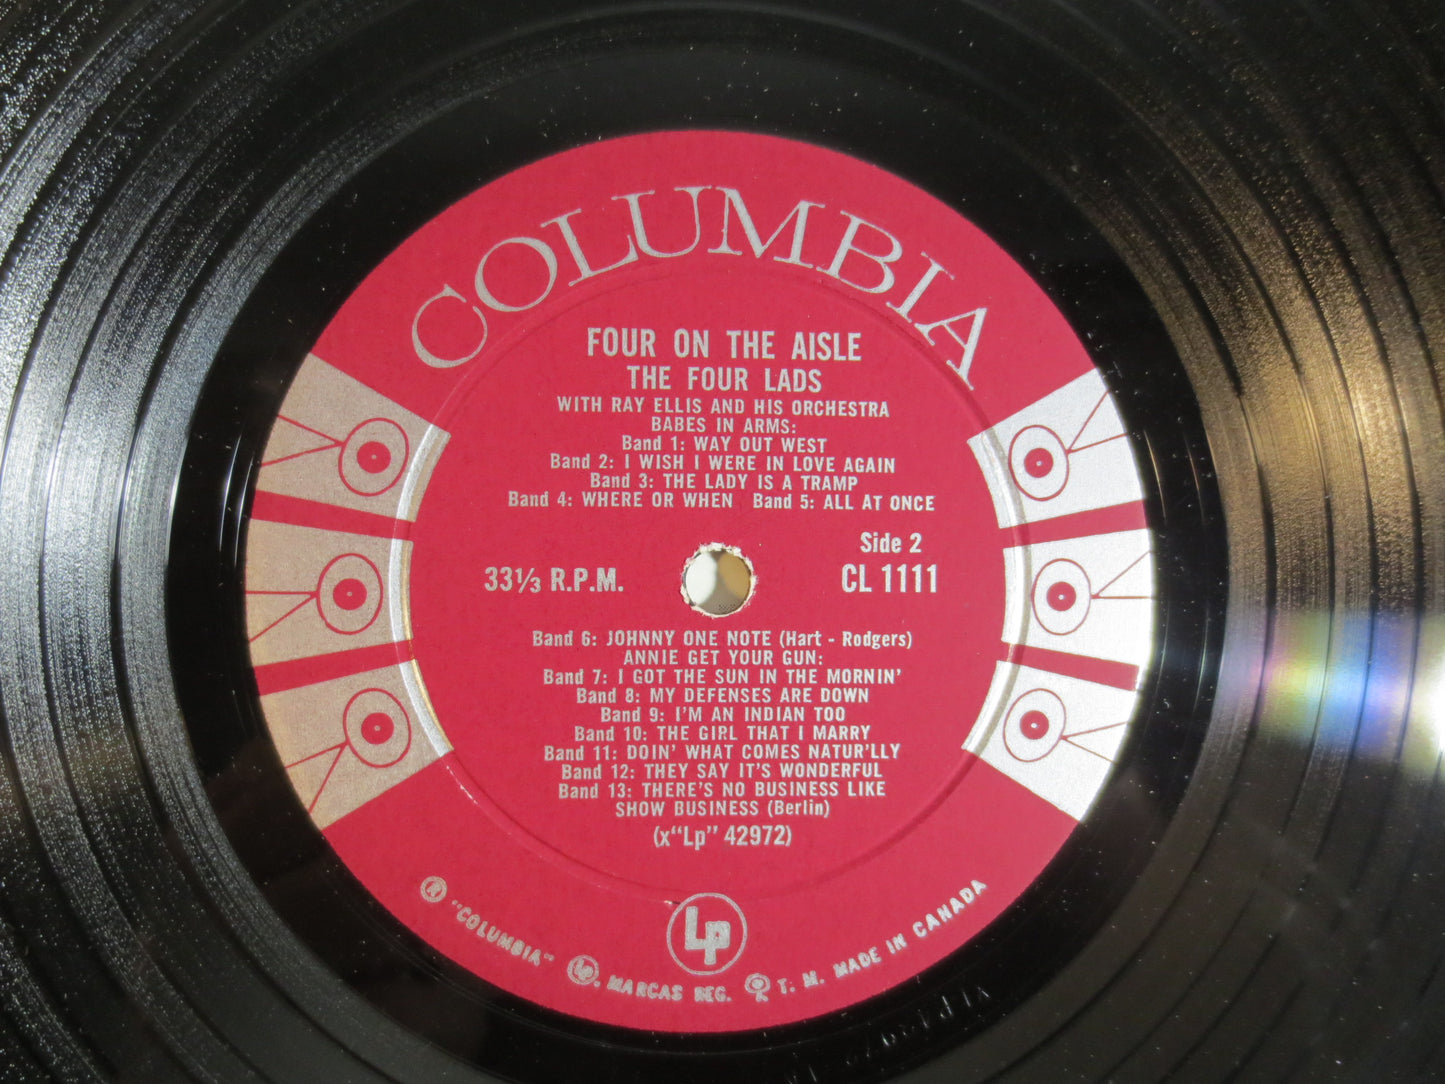 COLUMBIA
FOUR ON THE AISLE
THE FOUR LADS
WITH RAY ELLIS AND HIS ORCHESTRA
BABES IN ARMS:
Band 1: WAY OUT WEST
Band 2: I WISH I WERE IN LOVE AGAIN
Band 3: THE LADY IS A TRAMP
Band 4: WHERE OR WHEN Band 5: ALL AT ONCE
Side 2
33⅓ R.P.M. CL 1111
Band 6: JOHNNY ONE NOTE (Hart - Rodgers)
ANNIE GET YOUR GUN:
Band 7: I GOT THE SUN IN THE MORNIN'
Band 8: MY DEFENSES ARE DOWN
Band 9: I'M AN INDIAN TOO
Band 10: THE GIRL THAT I MARRY
Band 11: DOIN' WHAT COMES NATUR'LLY
Band 12: THEY SAY IT'S WONDERFUL
Band 13: THERE'S NO BUSINESS LIKE
SHOW BUSINESS (Berlin)
(x"Lp" 42972)
Lp
® "COLUMBIA" Lp. MARCAS REG. T. M. MADE IN CANADA